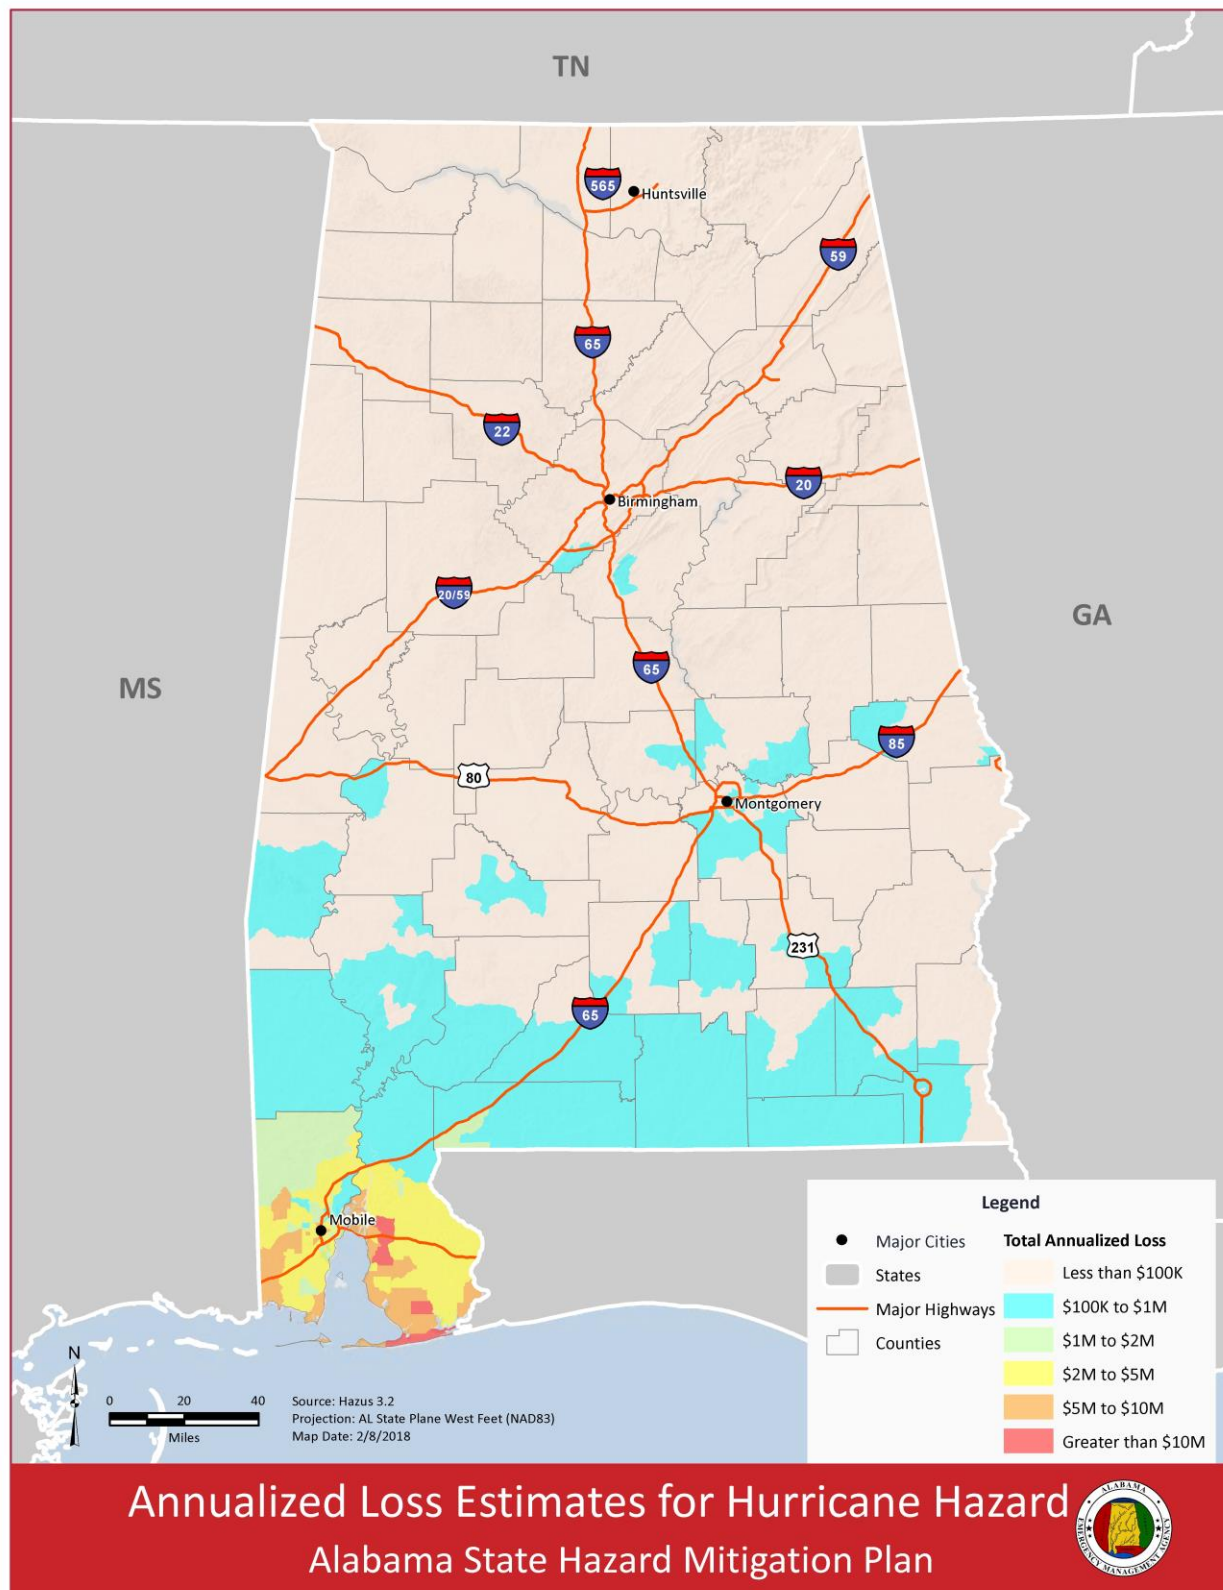 TN
565
Huntsville
59
65
22
20
Birmingham
20/59
GA
65
MS
85
80
Montgomery
231
65
Mobile
Legend
Major Cities
States
Major Highways
Counties
Total Annualized Loss
Less than $100K
$100K to $1M
$1M to $2M
$2M to $5M
$5M to $10M
Greater than $10M
N
0 20 40
Miles
Source: Hazus 3.2
Projection: AL State Plane West Feet (NAD83)
Map Date: 2/8/2018
Annualized Loss Estimates for Hurricane Hazard
Alabama State Hazard Mitigation Plan
ALABAMA
EMERGENCY MANAGEMENT AGENCY